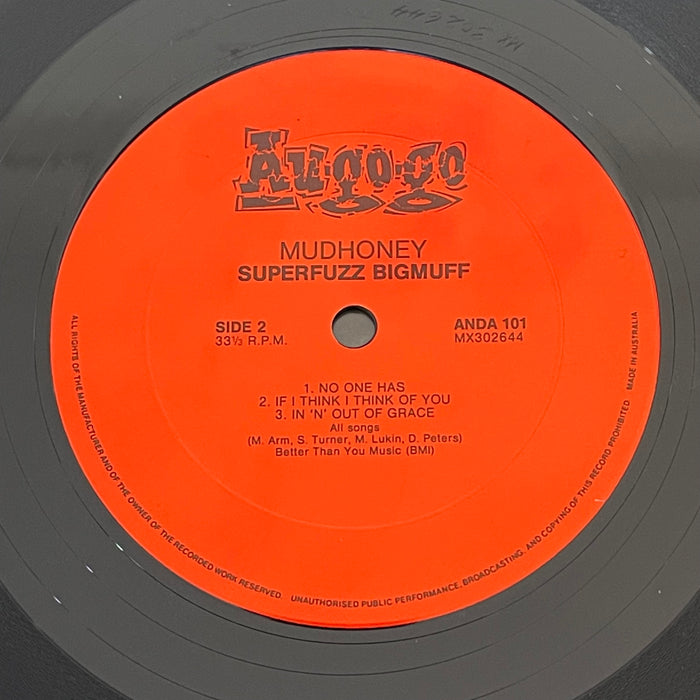 MX 302644
Au-go-go
MUDHONEY
SUPERFUZZ BIGMUFF
SIDE 2
33⅓ R.P.M.
ANDA 101
MX302644
1. NO ONE HAS
2. IF I THINK I THINK OF YOU
3. IN 'N' OUT OF GRACE
All songs
(M. Arm, S. Turner, M. Lukin, D. Peters)
Better Than You Music (BMI)
ALL RIGHTS OF THE MANUFACTURER AND OF THE OWNER OF THE RECORDED WORK RESERVED. UNAUTHORISED PUBLIC PERFORMANCE, BROADCASTING, AND COPYING OF THIS RECORD PROHIBITED. MADE IN AUSTRALIA